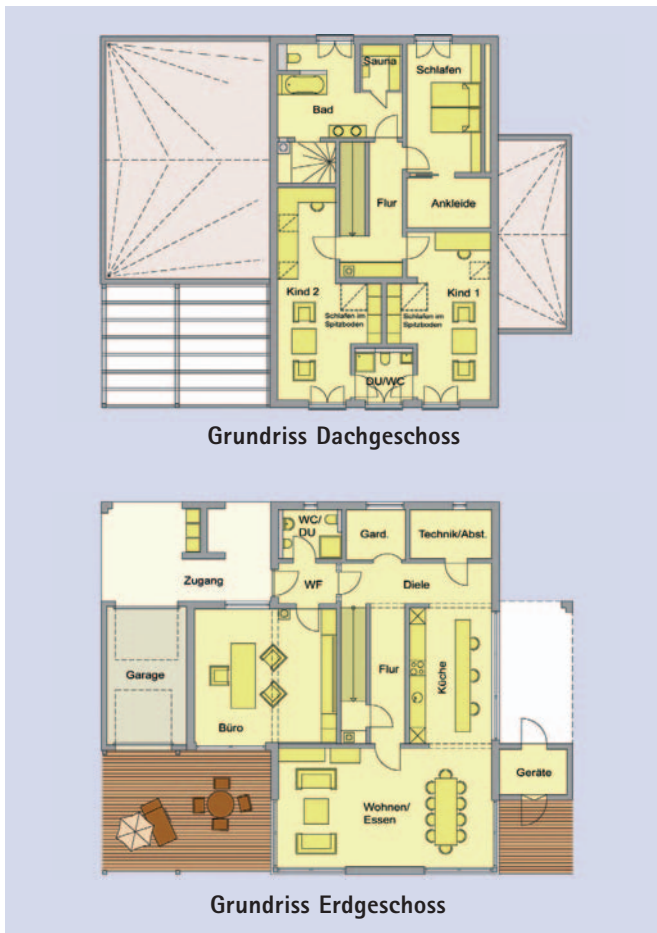 Sauna
Schlafen
Bad
Flur
Ankleide
Kind 2
Kind 1
Schlafen im
Spitzboden
Schlafen im
Spitzboden
DU/WC
Grundriss Dachgeschoss
WC/
DU
Gard.
Technik/Abst.
Zugang
WF
Diele
Garage
Flur
Küche
Büro
Geräte
Wohnen/
Essen
Grundriss Erdgeschoss